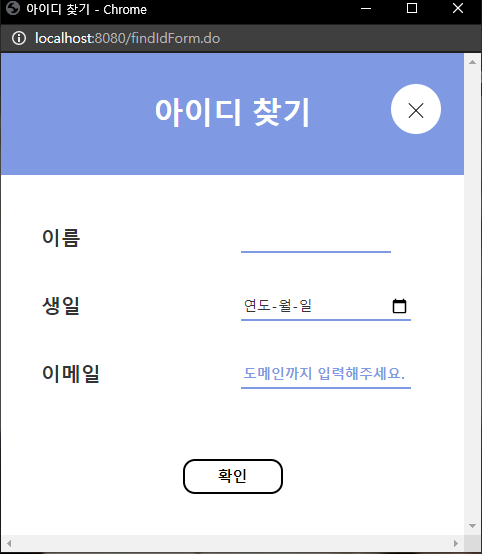 아이디 찾기 - Chrome
localhost:8080/findIdForm.do
아이디 찾기
이름
생일
연도-월-일
이메일
도메인까지 입력해주세요.
확인